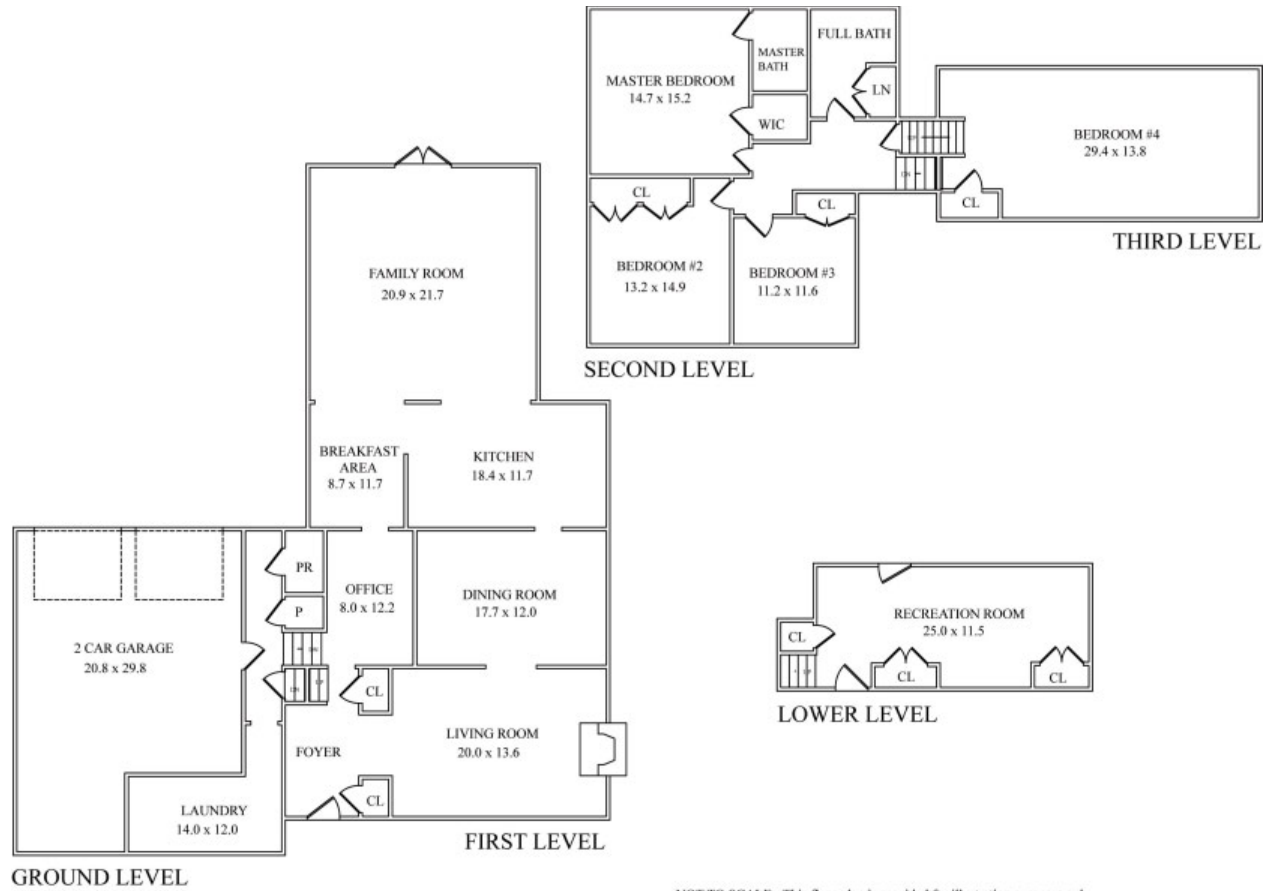 FULL BATH
MASTER
BATH
MASTER BEDROOM
14.7 x 15.2
LN
WIC
UP
DN
BEDROOM #4
29.4 x 13.8
CL
THIRD LEVEL
CL
CL
BEDROOM #2
13.2 x 14.9
BEDROOM #3
11.2 x 11.6
SECOND LEVEL
FAMILY ROOM
20.9 x 21.7
BREAKFAST
AREA
8.7 x 11.7
KITCHEN
18.4 x 11.7
PR
P
OFFICE
8.0 x 12.2
DINING ROOM
17.7 x 12.0
2 CAR GARAGE
20.8 x 29.8
DN
UP
CL
FOYER
LIVING ROOM
20.0 x 13.6
CL
LAUNDRY
14.0 x 12.0
FIRST LEVEL
GROUND LEVEL
RECREATION ROOM
25.0 x 11.5
CL
UP
CL
CL
LOWER LEVEL